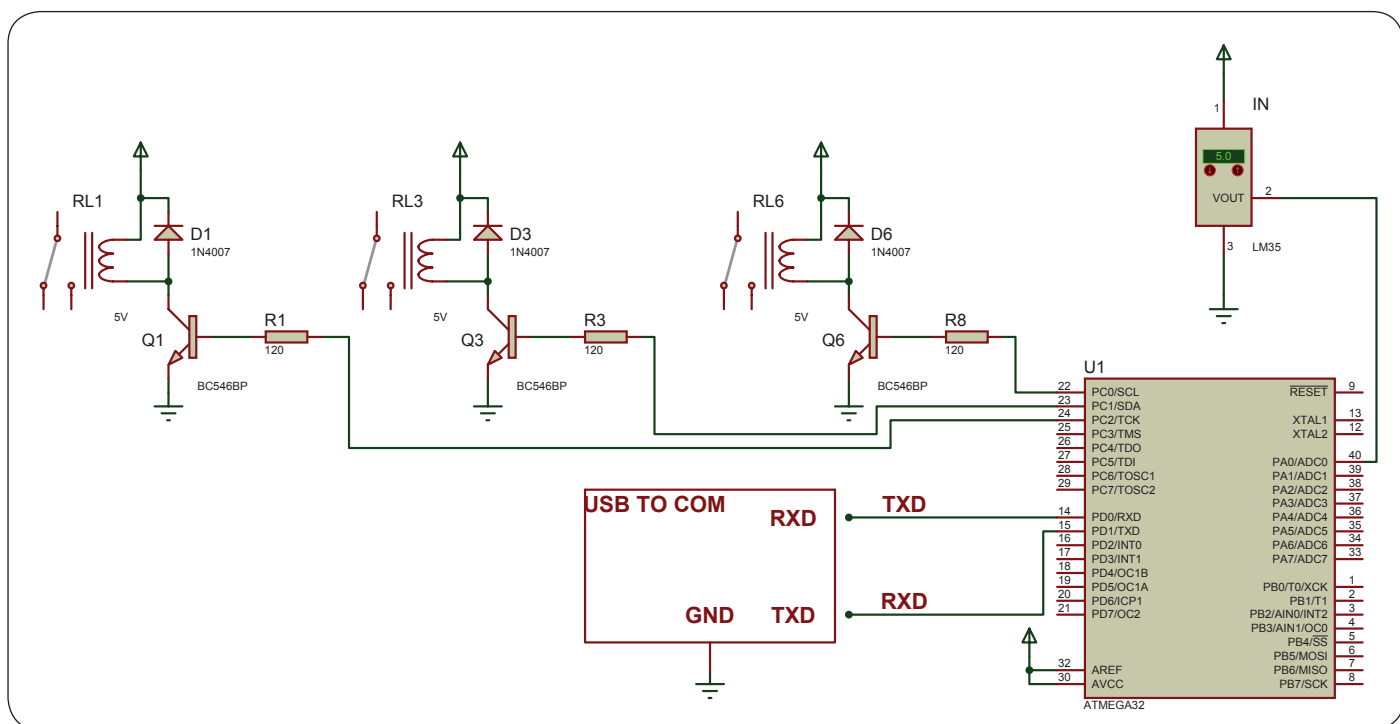 RL1
D1
1N4007
5V
Q1
R1
120
BC546BP
RL3
D3
1N4007
5V
Q3
R3
120
BC546BP
RL6
D6
1N4007
5V
Q6
R8
120
BC546BP
IN
1
5.0
VOUT
2
3
LM35
U1
22 PC0/SCL
23 PC1/SDA
24 PC2/TCK
25 PC3/TMS
26 PC4/TDO
27 PC5/TDI
28 PC6/TOSC1
29 PC7/TOSC2
14 PD0/RXD
15 PD1/TXD
16 PD2/INT0
17 PD3/INT1
18 PD4/OC1B
19 PD5/OC1A
20 PD6/ICP1
21 PD7/OC2
32 AREF
30 AVCC
RESET 9
XTAL1 13
XTAL2 12
PA0/ADC0 40
PA1/ADC1 39
PA2/ADC2 38
PA3/ADC3 37
PA4/ADC4 36
PA5/ADC5 35
PA6/ADC6 34
PA7/ADC7 33
PB0/T0/XCK 1
PB1/T1 2
PB2/AIN0/INT2 3
PB3/AIN1/OC0 4
PB4/SS 5
PB5/MOSI 6
PB6/MISO 7
PB7/SCK 8
ATMEGA32
USB TO COM
RXD
TXD
GND
TXD
RXD